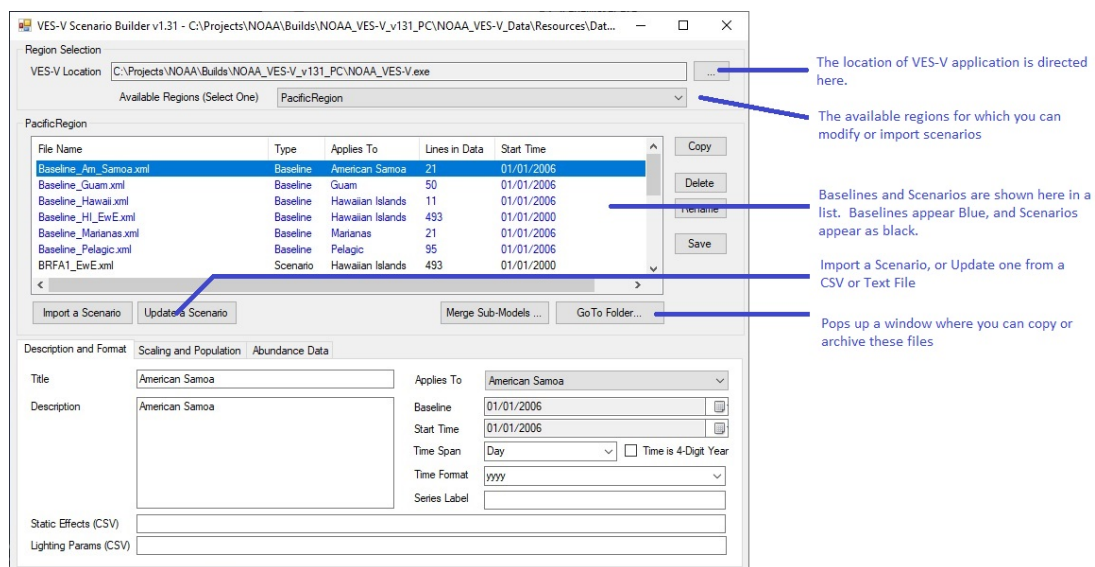 VES-V Scenario Builder v1.31 - C:\Projects\NOAA\Builds\NOAA_VES-V_v131_PC\NOAA_VES-V_Data\Resources\Dat...
Region Selection
VES-V Location C:\Projects\NOAA\Builds\NOAA_VES-V_v131_PC\NOAA_VES-V.exe ...
Available Regions (Select One) PacificRegion
PacificRegion
File Name Type Applies To Lines in Data Start Time
Baseline_Am_Samoa.xml Baseline American Samoa 21 01/01/2006
Baseline_Guam.xml Baseline Guam 50 01/01/2006
Baseline_Hawaii.xml Baseline Hawaiian Islands 11 01/01/2006
Baseline_HI_EwE.xml Baseline Hawaiian Islands 493 01/01/2000
Baseline_Marianas.xml Baseline Marianas 21 01/01/2006
Baseline_Pelagic.xml Baseline Pelagic 95 01/01/2006
BRFA1_EwE.xml Scenario Hawaiian Islands 493 01/01/2000
Copy
Delete
Rename
Save
Import a Scenario Update a Scenario Merge Sub-Models ... GoTo Folder...
Description and Format Scaling and Population Abundance Data
Title American Samoa
Description American Samoa
Applies To American Samoa
Baseline 01/01/2006
Start Time 01/01/2006
Time Span Day Time is 4-Digit Year
Time Format yyyy
Series Label
Static Effects (CSV)
Lighting Params (CSV)
The location of VES-V application is directed
here.
The available regions for which you can
modify or import scenarios
Baselines and Scenarios are shown here in a
list. Baselines appear Blue, and Scenarios
appear as black.
Import a Scenario, or Update one from a
CSV or Text File
Pops up a window where you can copy or
archive these files